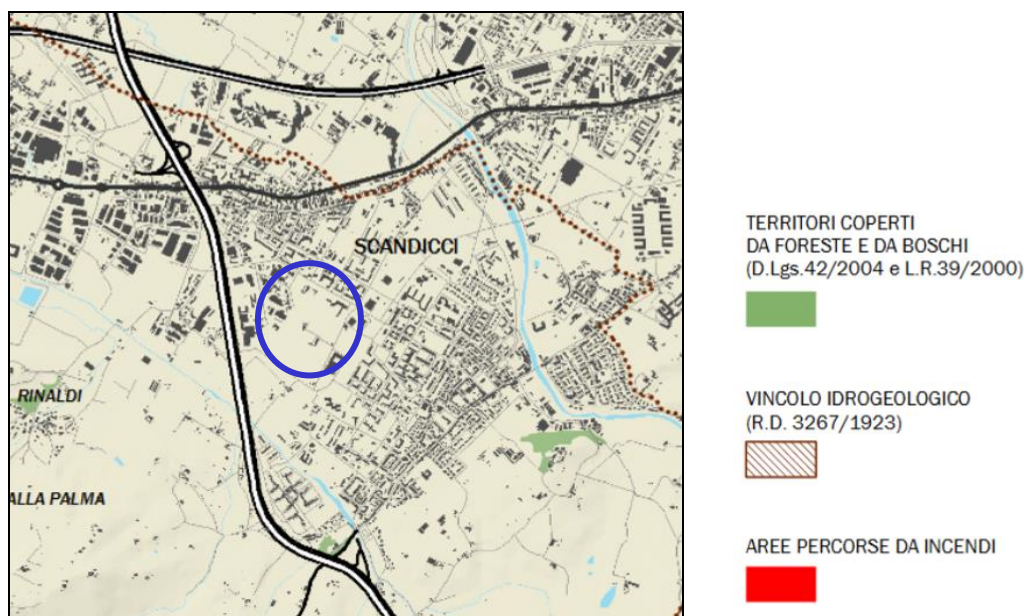 SCANDICCI
RINALDI
ALLA PALMA
TERRITORI COPERTI
DA FORESTE E DA BOSCHI
(D.Lgs.42/2004 e L.R.39/2000)
VINCOLO IDROGEOLOGICO
(R.D. 3267/1923)
AREE PERCORSE DA INCENDI